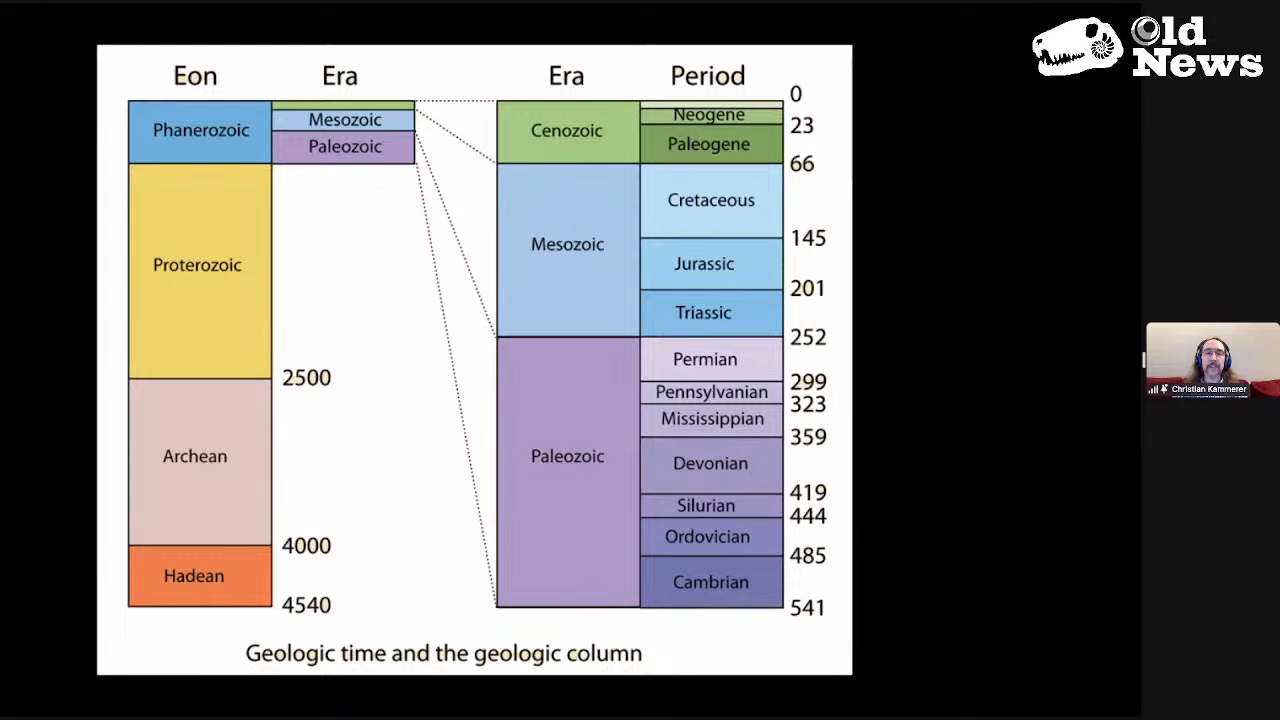 Old
News
Eon
Era
Era
Period
Phanerozoic
Mesozoic
Paleozoic
Proterozoic
2500
Archean
4000
Hadean
4540
Cenozoic
Mesozoic
Paleozoic
0
Neogene
23
Paleogene
66
Cretaceous
145
Jurassic
201
Triassic
252
Permian
299
Pennsylvanian
323
Mississippian
359
Devonian
419
Silurian
444
Ordovician
485
Cambrian
541
Geologic time and the geologic column
Christian Kammerer